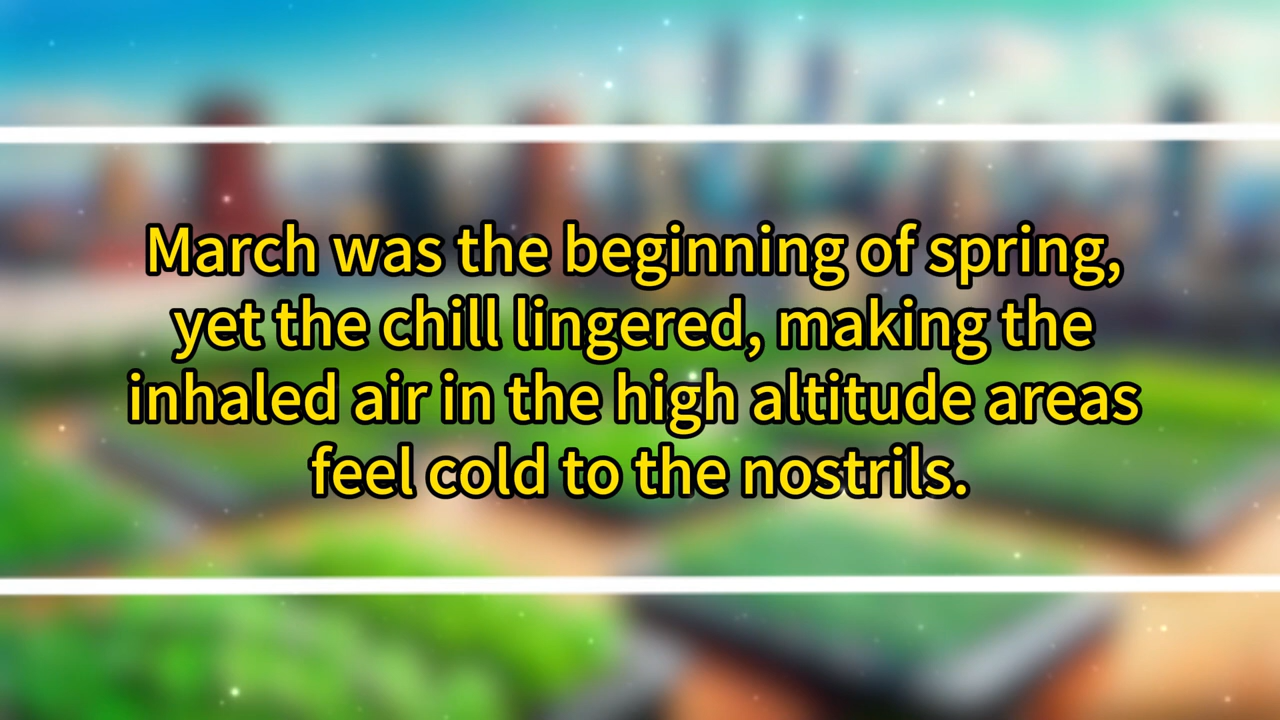 March was the beginning of spring,
yet the chill lingered, making the
inhaled air in the high altitude areas
feel cold to the nostrils.